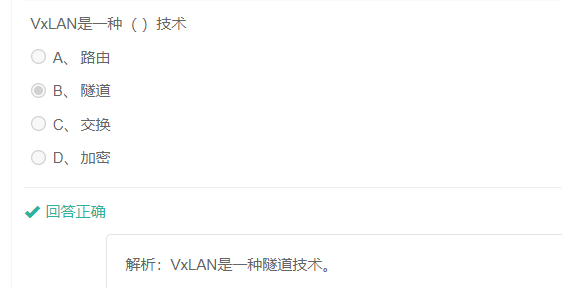 VxLAN是一种（ ）技术
A、 路由
B、 隧道
C、 交换
D、 加密
回答正确
解析：VxLAN是一种隧道技术。